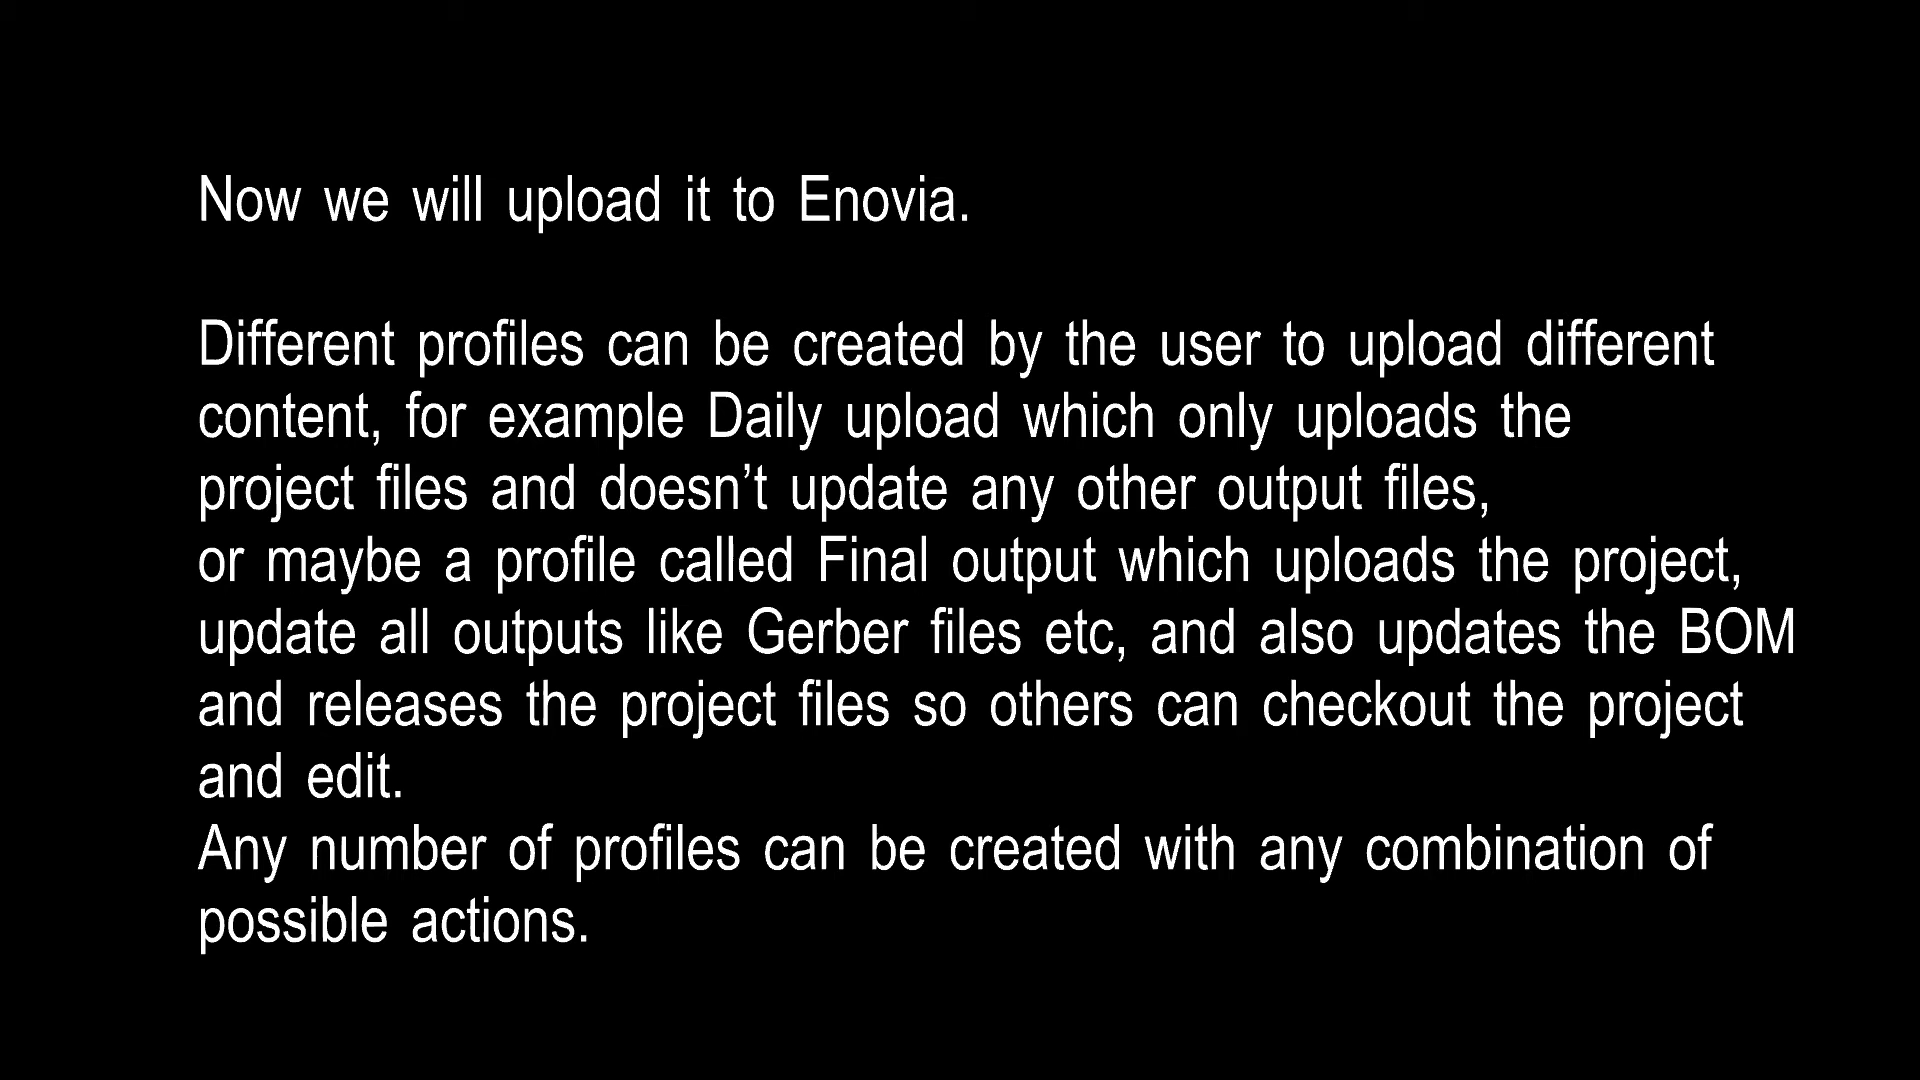 Now we will upload it to Enovia.
Different profiles can be created by the user to upload different
content, for example Daily upload which only uploads the
project files and doesn’t update any other output files,
or maybe a profile called Final output which uploads the project,
update all outputs like Gerber files etc, and also updates the BOM
and releases the project files so others can checkout the project
and edit.
Any number of profiles can be created with any combination of
possible actions.